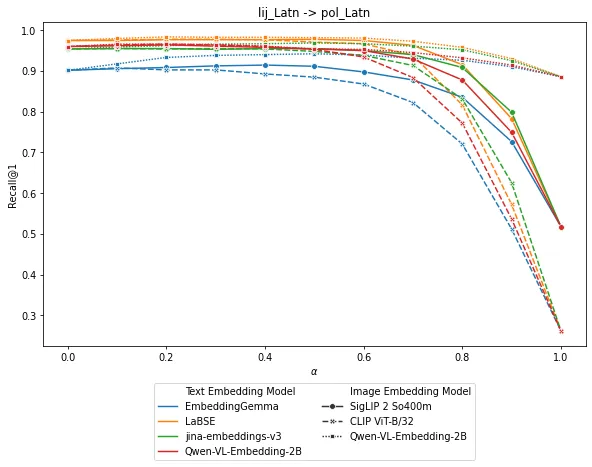 lij_Latn -> pol_Latn
Recall@1
1.0
0.9
0.8
0.7
0.6
0.5
0.4
0.3
0.0
0.2
0.4
0.6
0.8
1.0
α
Text Embedding Model
EmbeddingGemma
LaBSE
jina-embeddings-v3
Qwen-VL-Embedding-2B
Image Embedding Model
SigLIP 2 So400m
CLIP ViT-B/32
Qwen-VL-Embedding-2B